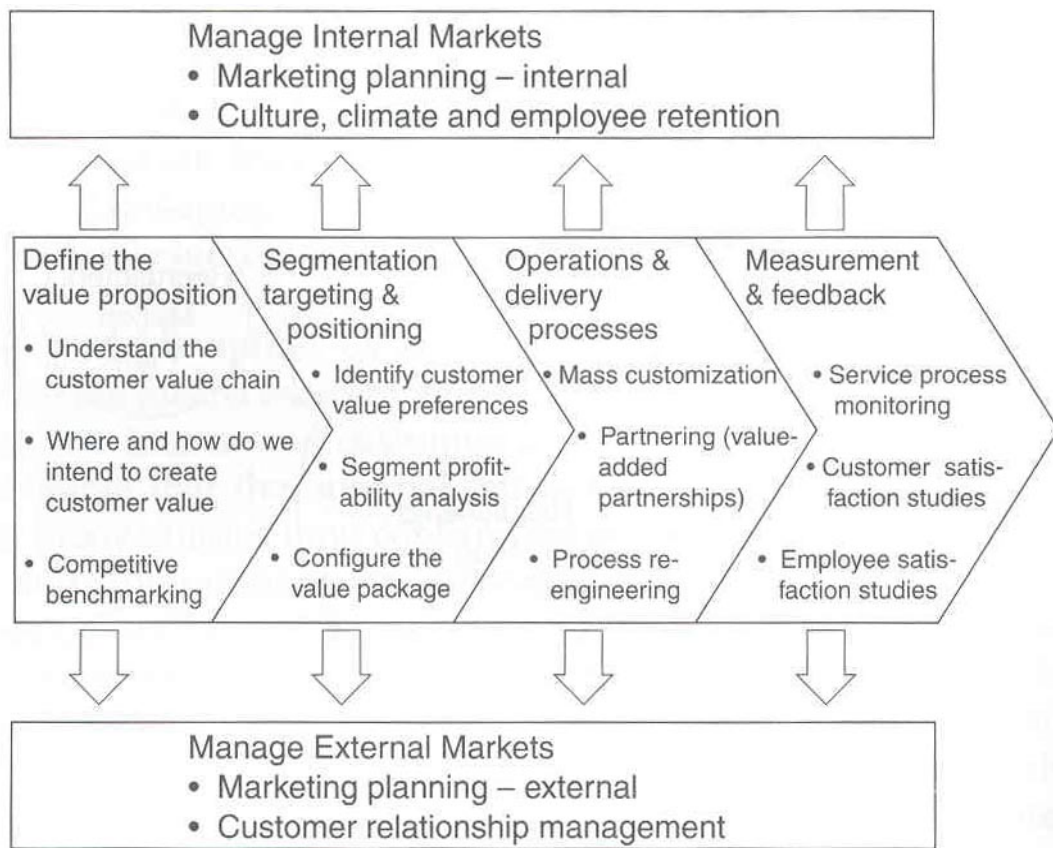 Manage Internal Markets
• Marketing planning – internal
• Culture, climate and employee retention
Define the
value proposition
• Understand the
customer value chain
• Where and how do we
intend to create
customer value
• Competitive
benchmarking
Segmentation
targeting &
positioning
• Identify customer
value preferences
• Segment profit-
ability analysis
• Configure the
value package
Operations &
delivery
processes
• Mass customization
• Partnering (value-
added
partnerships)
• Process re-
engineering
Measurement
& feedback
• Service process
monitoring
• Customer satis-
faction studies
• Employee satis-
faction studies
Manage External Markets
• Marketing planning – external
• Customer relationship management